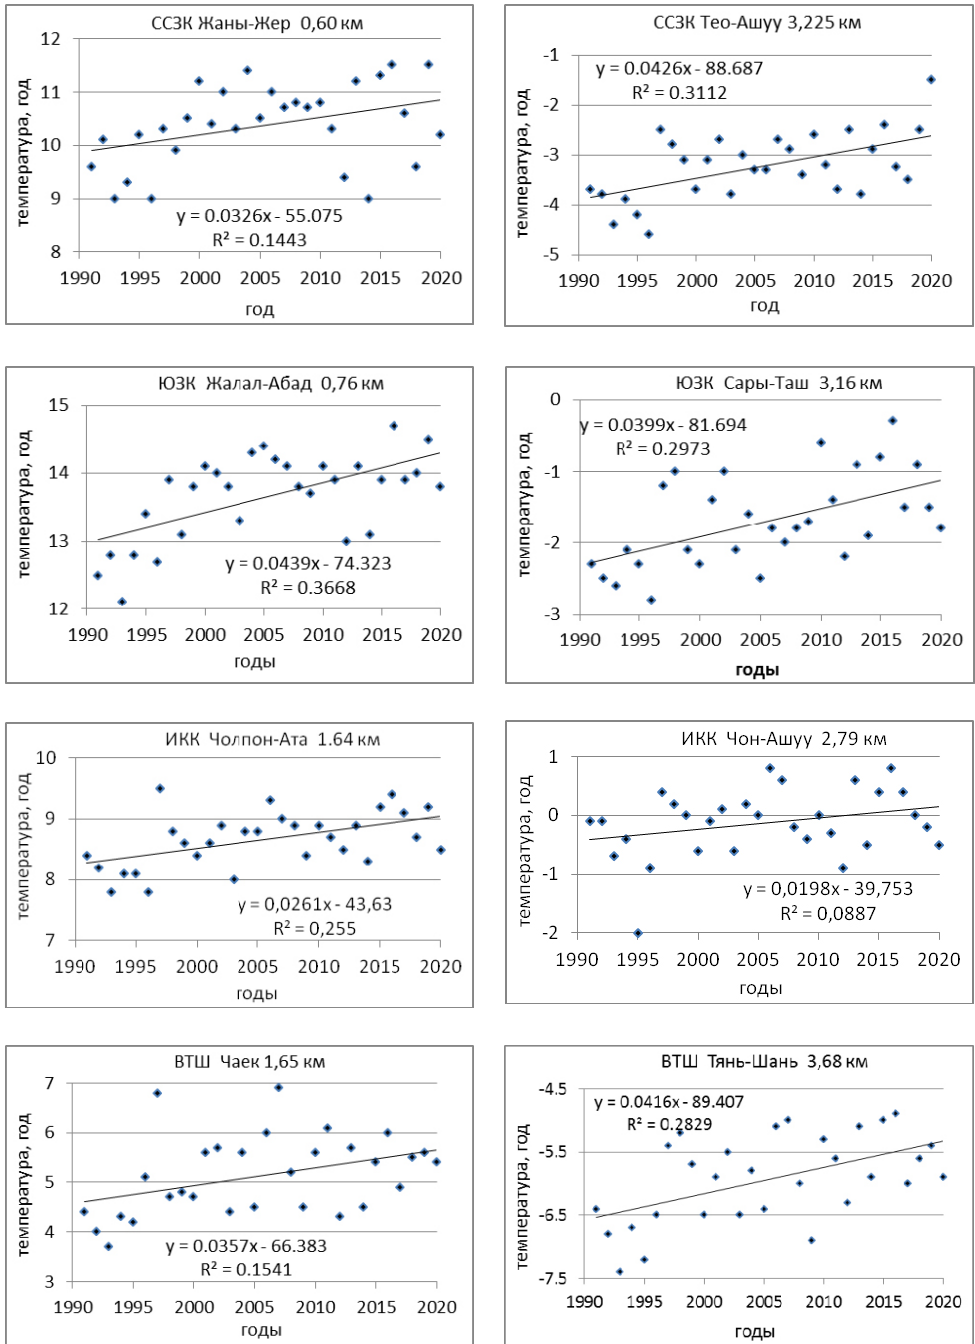 ССЗК Жаны-Жер 0,60 км
температура, год
12
11
10
9
8
y = 0.0326x - 55.075
R² = 0.1443
1990 1995 2000 2005 2010 2015 2020
год
ССЗК Тео-Ашуу 3,225 км
температура, год
-1
-2
-3
-4
-5
y = 0.0426x - 88.687
R² = 0.3112
1990 1995 2000 2005 2010 2015 2020
год
ЮЗК Жалал-Абад 0,76 км
температура, год
15
14
13
12
y = 0.0439x - 74.323
R² = 0.3668
1990 1995 2000 2005 2010 2015 2020
годы
ЮЗК Сары-Таш 3,16 км
температура, год
0
-1
-2
-3
y = 0.0399x - 81.694
R² = 0.2973
1990 1995 2000 2005 2010 2015 2020
годы
ИКК Чолпон-Ата 1.64 км
температура, год
10
9
8
7
y = 0,0261x - 43,63
R² = 0,255
1990 1995 2000 2005 2010 2015 2020
годы
ИКК Чон-Ашуу 2,79 км
температура, год
1
0
-1
-2
y = 0,0198x - 39,753
R² = 0,0887
1990 1995 2000 2005 2010 2015 2020
годы
ВТШ Чаек 1,65 км
температура, год
7
6
5
4
3
y = 0.0357x - 66.383
R² = 0.1541
1990 1995 2000 2005 2010 2015 2020
годы
ВТШ Тянь-Шань 3,68 км
температура, год
-4.5
-5.5
-6.5
-7.5
y = 0.0416x - 89.407
R² = 0.2829
1990 1995 2000 2005 2010 2015 2020
годы